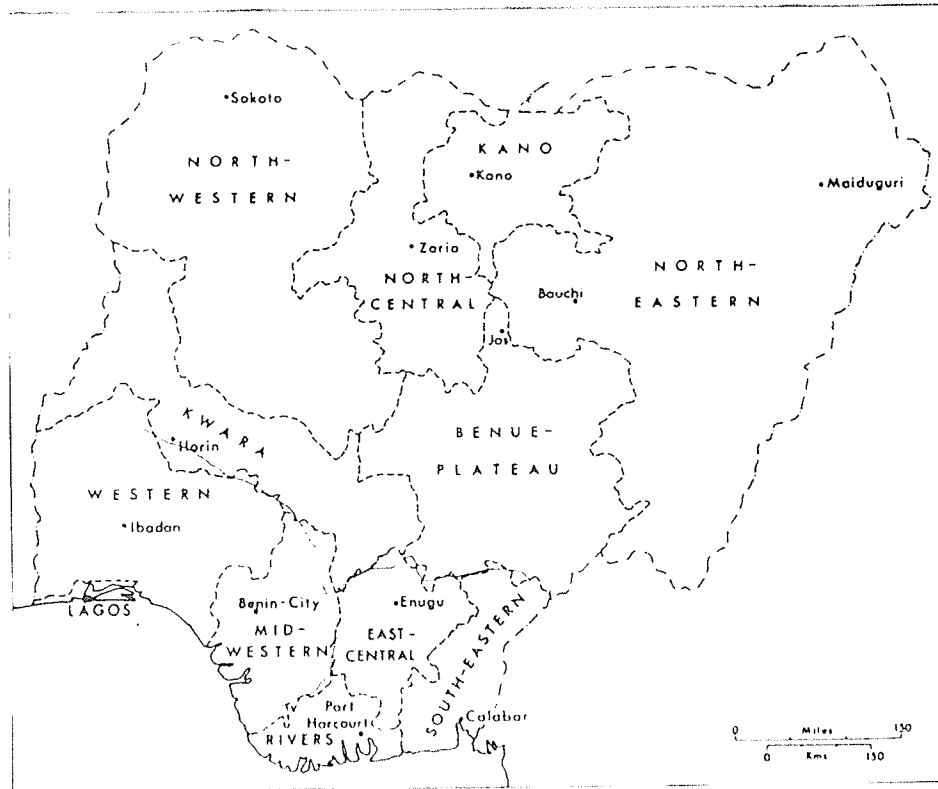 Sokoto
NORTH-
WESTERN
KANO
Kano
Maiduguri
Zaria
NORTH-
CENTRAL
NORTH-
EASTERN
Bauchi
Jos
KWARA
Ilorin
BENUE-
PLATEAU
WESTERN
Ibadan
LAGOS
Benin-City
MID-
WESTERN
Enugu
EAST-
CENTRAL
SOUTH-EASTERN
Port
Harcourt
RIVERS
Calabar
0 Miles 150
0 Kms 150